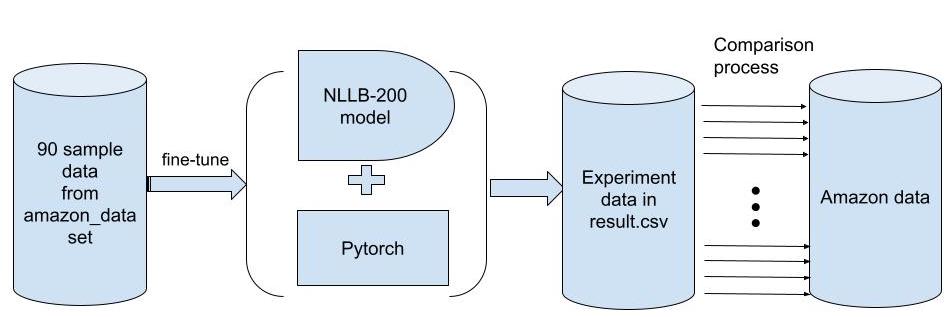 90 sample
data
from
amazon_data
set
fine-tune
NLLB-200
model
Pytorch
Experiment
data in
result.csv
Comparison
process
Amazon data